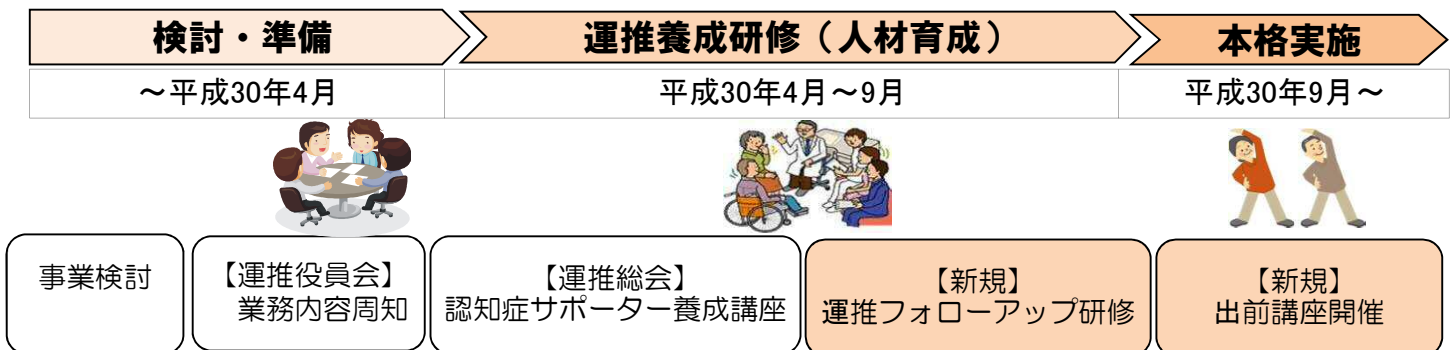 検討・準備
運推養成研修（人材育成）
本格実施
～平成30年4月
平成30年4月～9月
平成30年9月～
事業検討
【運推役員会】
業務内容周知
【運推総会】
認知症サポーター養成講座
【新規】
運推フォローアップ研修
【新規】
出前講座開催